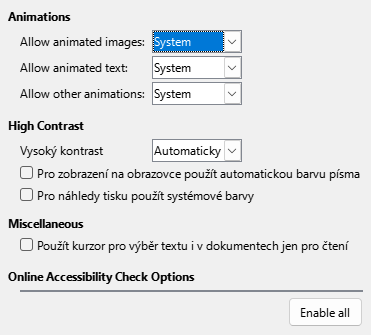 Animations
Allow animated images: System
Allow animated text: System
Allow other animations: System
High Contrast
Vysoký kontrast Automaticky
Pro zobrazení na obrazovce použít automatickou barvu písma
Pro náhledy tisku použít systémové barvy
Miscellaneous
Použít kurzor pro výběr textu i v dokumentech jen pro čtení
Online Accessibility Check Options
Enable all